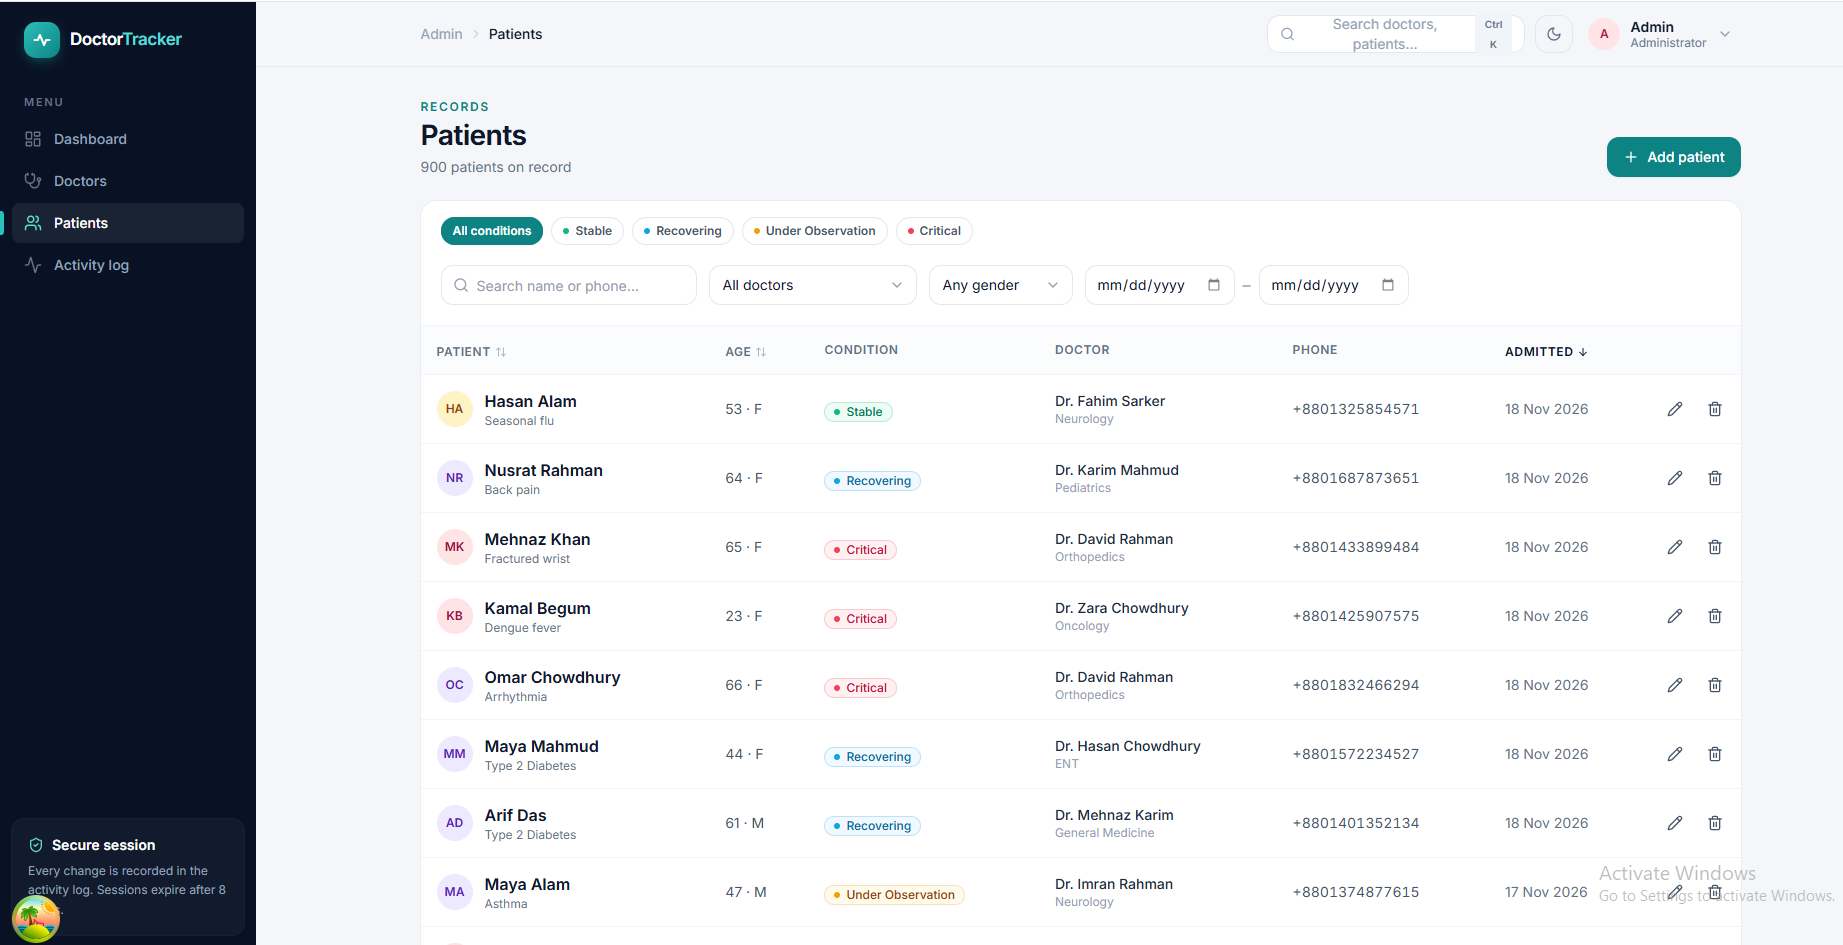 DoctorTracker
MENU
Dashboard
Doctors
Patients
Activity log
Secure session
Every change is recorded in the
activity log. Sessions expire after 8
Admin > Patients
Search doctors,
patients...
Ctrl
K
A
Admin
Administrator
RECORDS
Patients
900 patients on record
+ Add patient
All conditions
Stable
Recovering
Under Observation
Critical
Search name or phone...
All doctors
Any gender
mm/dd/yyyy – mm/dd/yyyy
PATIENT AGE CONDITION DOCTOR PHONE ADMITTED ↓
HA Hasan Alam 53 · F Stable Dr. Fahim Sarker +8801325854571 18 Nov 2026
Seasonal flu Neurology
NR Nusrat Rahman 64 · F Recovering Dr. Karim Mahmud +8801687873651 18 Nov 2026
Back pain Pediatrics
MK Mehnaz Khan 65 · F Critical Dr. David Rahman +8801433899484 18 Nov 2026
Fractured wrist Orthopedics
KB Kamal Begum 23 · F Critical Dr. Zara Chowdhury +8801425907575 18 Nov 2026
Dengue fever Oncology
OC Omar Chowdhury 66 · F Critical Dr. David Rahman +8801832466294 18 Nov 2026
Arrhythmia Orthopedics
MM Maya Mahmud 44 · F Recovering Dr. Hasan Chowdhury +8801572234527 18 Nov 2026
Type 2 Diabetes ENT
AD Arif Das 61 · M Recovering Dr. Mehnaz Karim +8801401352134 18 Nov 2026
Type 2 Diabetes General Medicine
MA Maya Alam 47 · M Under Observation Dr. Imran Rahman +8801374877615 17 Nov 2026
Asthma Neurology
Activate Windows
Go to Settings to activate Windows.